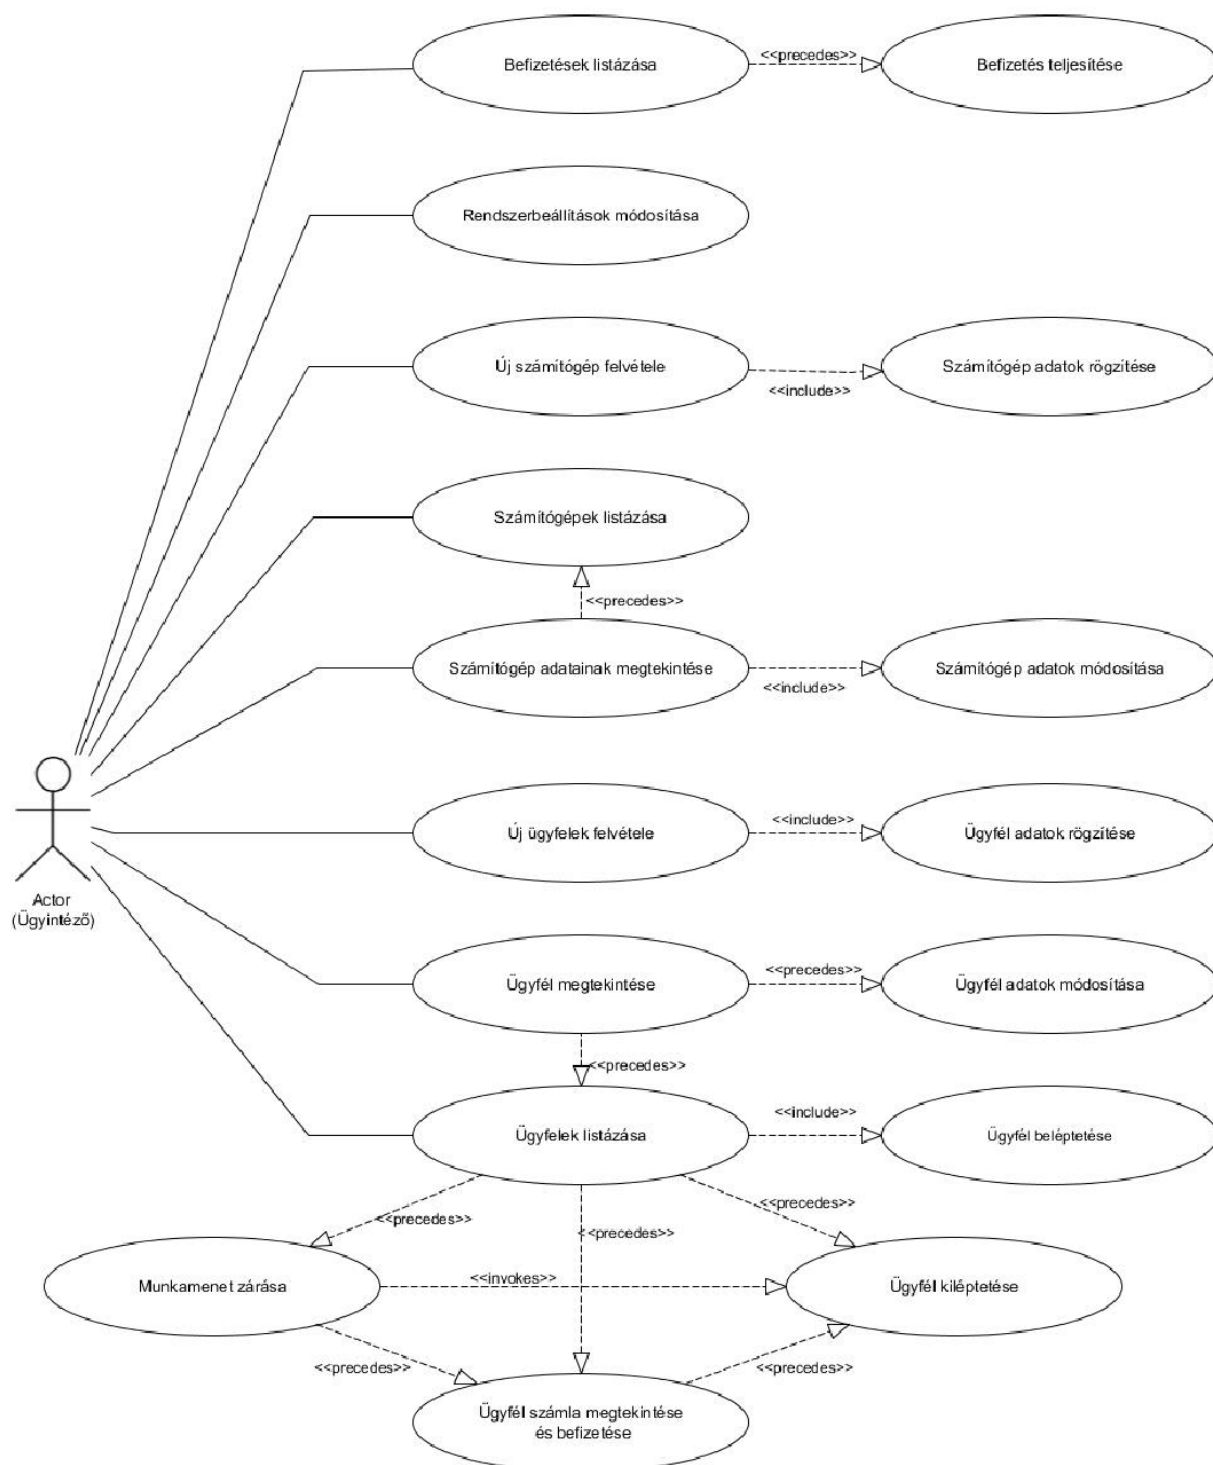 Befizetések listázása
<<precedes>>
Befizetés teljesítése
Rendszerbeállítások módosítása
Új számítógép felvétele
<<include>>
Számítógép adatok rögzítése
Számítógépek listázása
<<precedes>>
Számítógép adatainak megtekintése
<<include>>
Számítógép adatok módosítása
Actor
(Ügyintéző)
Új ügyfelek felvétele
<<include>>
Ügyfél adatok rögzítése
Ügyfél megtekintése
<<precedes>>
Ügyfél adatok módosítása
<<precedes>>
Ügyfelek listázása
<<include>>
Ügyfél beléptetése
<<precedes>>
<<precedes>>
<<precedes>>
Munkamenet zárása
<<invokes>>
Ügyfél kiléptetése
<<precedes>>
<<precedes>>
Ügyfél számla megtekintése
és befizetése